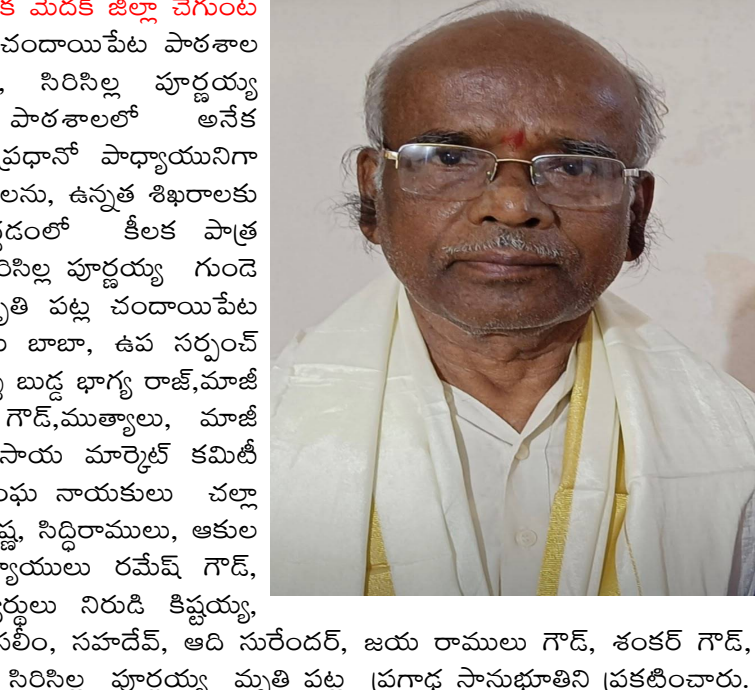 క మెదక్ జిల్లా చేగుంట
చందాయిపేట పాఠశాల
, సిరిసిల్ల పూర్ణయ్య
పాఠశాలలో అనేక
ప్రధానో పాధ్యాయునిగా
లను, ఉన్నత శిఖరాలకు
కీలక పాత్ర
పూర్ణయ్య గుండె
పట్ల చందాయిపేట
బాబా, ఉప సర్పంచ్
బుడ్డ భాగ్య రాజ్,మాజీ
గౌడ్,ముత్యాలు, మాజీ
సాయ మార్కెట్ కమిటీ
నాయకులు చల్లా
సిద్ధిరాములు, ఆకుల
రమేష్ గౌడ్,
నిరుడి కిష్టయ్య,
సలీం, సహదేవ్, ఆది సురేందర్, జయ రాములు గౌడ్, శంకర్ గౌడ్,
సిరిసిల్ల పూర్ణయ్య మృతి పట్ల ప్రగాఢ సానుభూతిని ప్రకటించారు.